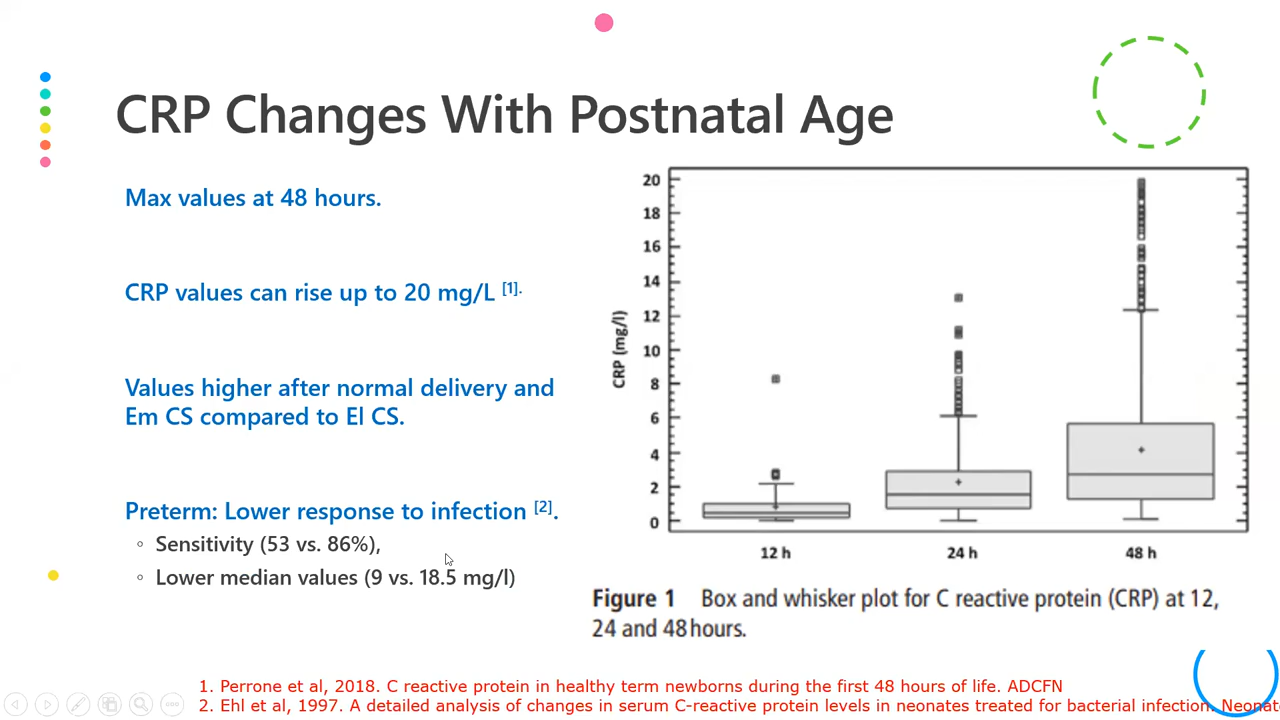 CRP Changes With Postnatal Age
Max values at 48 hours.
CRP values can rise up to 20 mg/L [1].
Values higher after normal delivery and
Em CS compared to El CS.
Preterm: Lower response to infection [2].
Sensitivity (53 vs. 86%),
Lower median values (9 vs. 18.5 mg/l)
CRP (mg/l)
20
18
16
14
12
10
8
6
4
2
0
12 h
24 h
48 h
Figure 1 Box and whisker plot for C reactive protein (CRP) at 12,
24 and 48 hours.
1. Perrone et al, 2018. C reactive protein in healthy term newborns during the first 48 hours of life. ADCFN
2. Ehl et al, 1997. A detailed analysis of changes in serum C-reactive protein levels in neonates treated for bacterial infection. Neonat